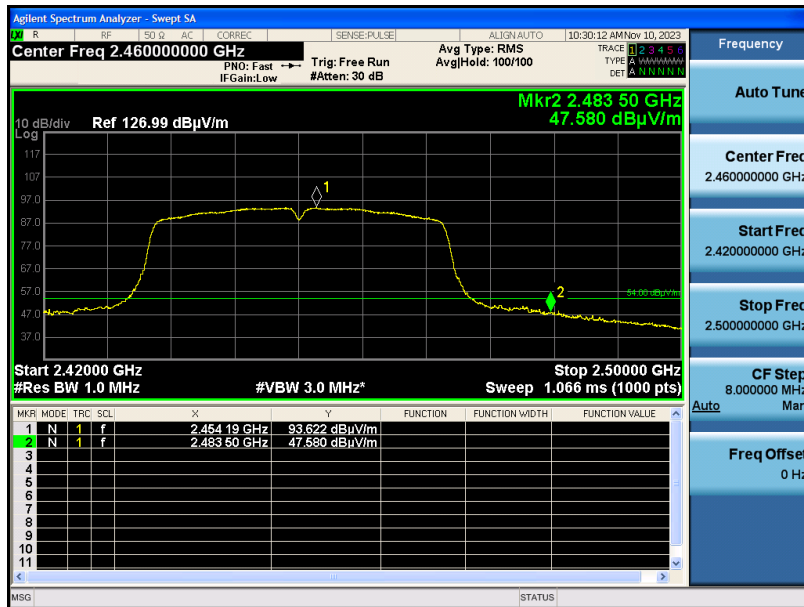 Agilent Spectrum Analyzer - Swept SA
LXI R RF 50 Ω AC CORREC SENSE:PULSE ALIGN AUTO 10:30:12 AM Nov 10, 2023
Center Freq 2.460000000 GHz
PNO: Fast
IFGain:Low
Trig: Free Run
#Atten: 30 dB
Avg Type: RMS
Avg|Hold: 100/100
TRACE 1 2 3 4 5 6
TYPE A WWWWW
DET A N N N N N
Frequency
Mkr2 2.483 50 GHz
47.580 dBµV/m
10 dB/div Ref 126.99 dBµV/m
Log
117
107
97.0
87.0
77.0
67.0
57.0
47.0
37.0
1
2
54.00 dBµV/m
Start 2.42000 GHz Stop 2.50000 GHz
#Res BW 1.0 MHz #VBW 3.0 MHz* Sweep 1.066 ms (1000 pts)
MKR MODE TRC SCL X Y FUNCTION FUNCTION WIDTH FUNCTION VALUE
1 N 1 f 2.454 19 GHz 93.622 dBµV/m
2 N 1 f 2.483 50 GHz 47.580 dBµV/m
3
4
5
6
7
8
9
10
11
MSG STATUS
Auto Tune
Center Freq
2.460000000 GHz
Start Freq
2.420000000 GHz
Stop Freq
2.500000000 GHz
CF Step
8.000000 MHz
Auto Man
Freq Offset
0 Hz